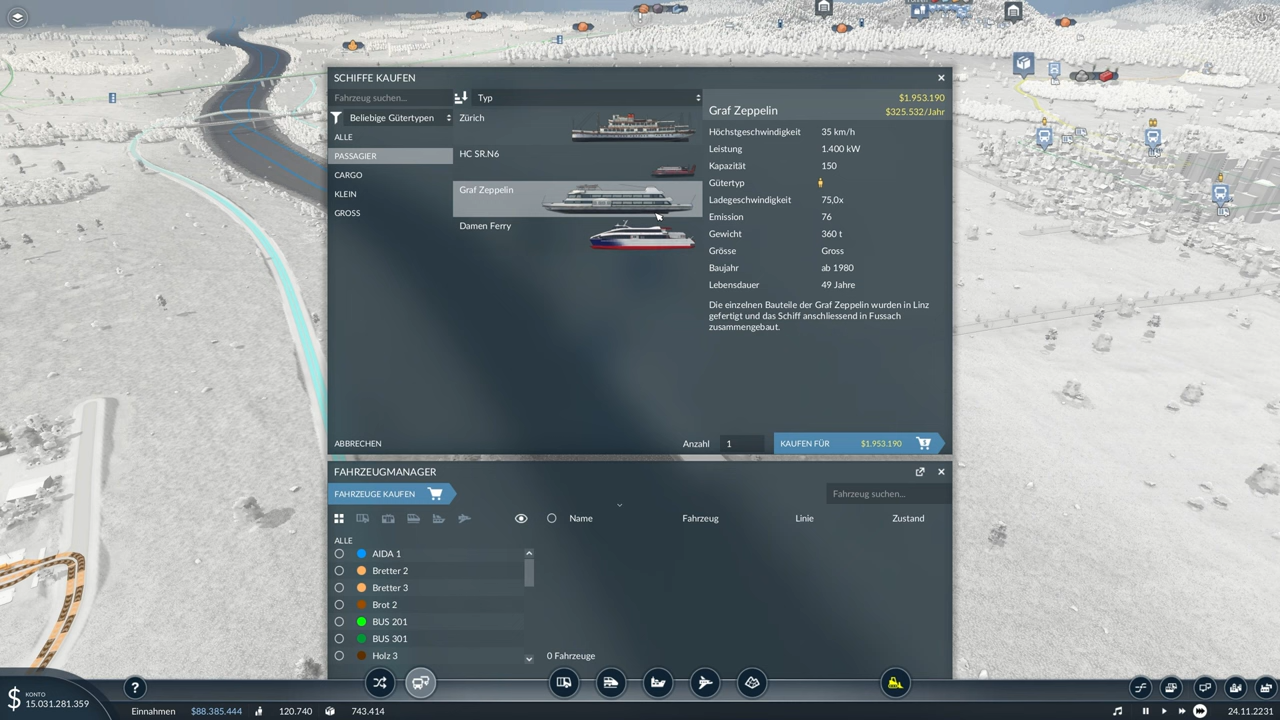 SCHIFFE KAUFEN
Fahrzeug suchen...
Typ
Beliebige Gütertypen
ALLE
PASSAGIER
CARGO
KLEIN
GROSS
Zürich
HC SR.N6
Graf Zeppelin
Damen Ferry
$1.953.190
Graf Zeppelin
$325.532/Jahr
Höchstgeschwindigkeit 35 km/h
Leistung 1.400 kW
Kapazität 150
Gütertyp
Ladegeschwindigkeit 75,0x
Emission 76
Gewicht 360 t
Grösse Gross
Baujahr ab 1980
Lebensdauer 49 Jahre
Die einzelnen Bauteile der Graf Zeppelin wurden in Linz
gefertigt und das Schiff anschliessend in Fussach
zusammengebaut.
ABBRECHEN
Anzahl 1
KAUFEN FÜR $1.953.190
FAHRZEUGMANAGER
FAHRZEUGE KAUFEN
Fahrzeug suchen...
Name Fahrzeug Linie Zustand
ALLE
AIDA 1
Bretter 2
Bretter 3
Brot 2
BUS 201
BUS 301
Holz 3
0 Fahrzeuge
$ KONTO
15.031.281.359
?
Einnahmen $88.385.444 120.740 743.414
24.11.2231